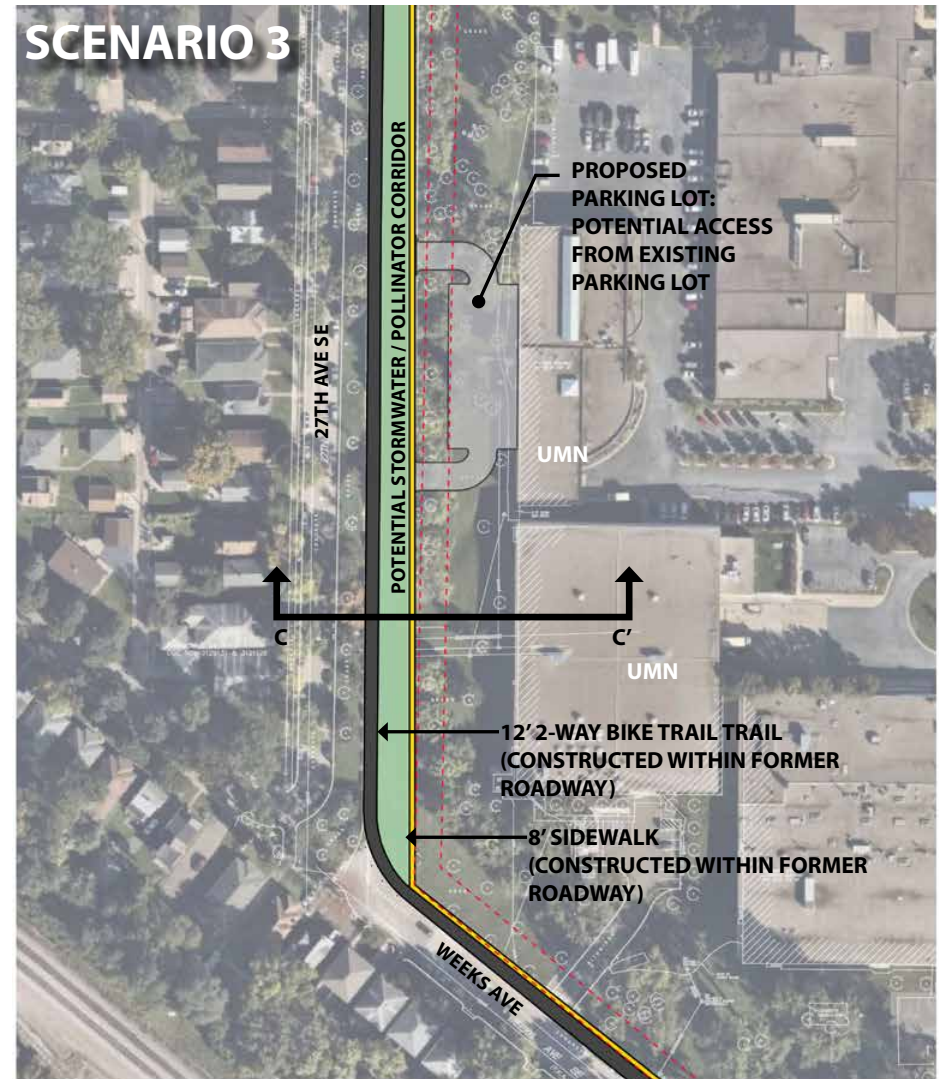 SCENARIO 3
PROPOSED
PARKING LOT:
POTENTIAL ACCESS
FROM EXISTING
PARKING LOT
27TH AVE SE
POTENTIAL STORMWATER / POLLINATOR CORRIDOR
UMN
C
C’
UMN
12’ 2-WAY BIKE TRAIL TRAIL
(CONSTRUCTED WITHIN FORMER
ROADWAY)
8’ SIDEWALK
(CONSTRUCTED WITHIN FORMER
ROADWAY)
WEEKS AVE
AVE SE